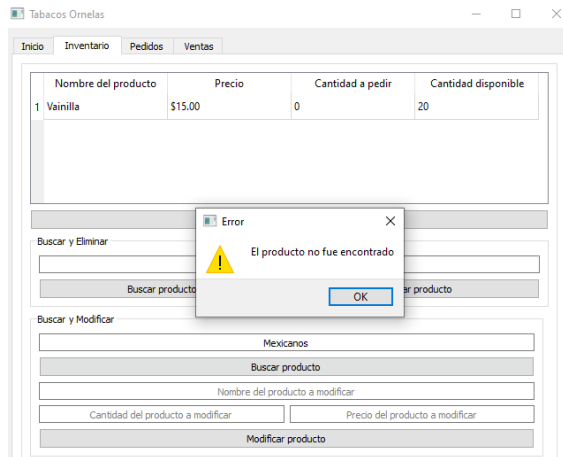 Tabacos Ornelas
Inicio Inventario Pedidos Ventas
Nombre del producto Precio Cantidad a pedir Cantidad disponible
1 Vainilla $15.00 0 20
Error
El producto no fue encontrado
OK
Buscar y Eliminar
Buscar producto producto
Buscar y Modificar
Mexicanos
Buscar producto
Nombre del producto a modificar
Cantidad del producto a modificar Precio del producto a modificar
Modificar producto